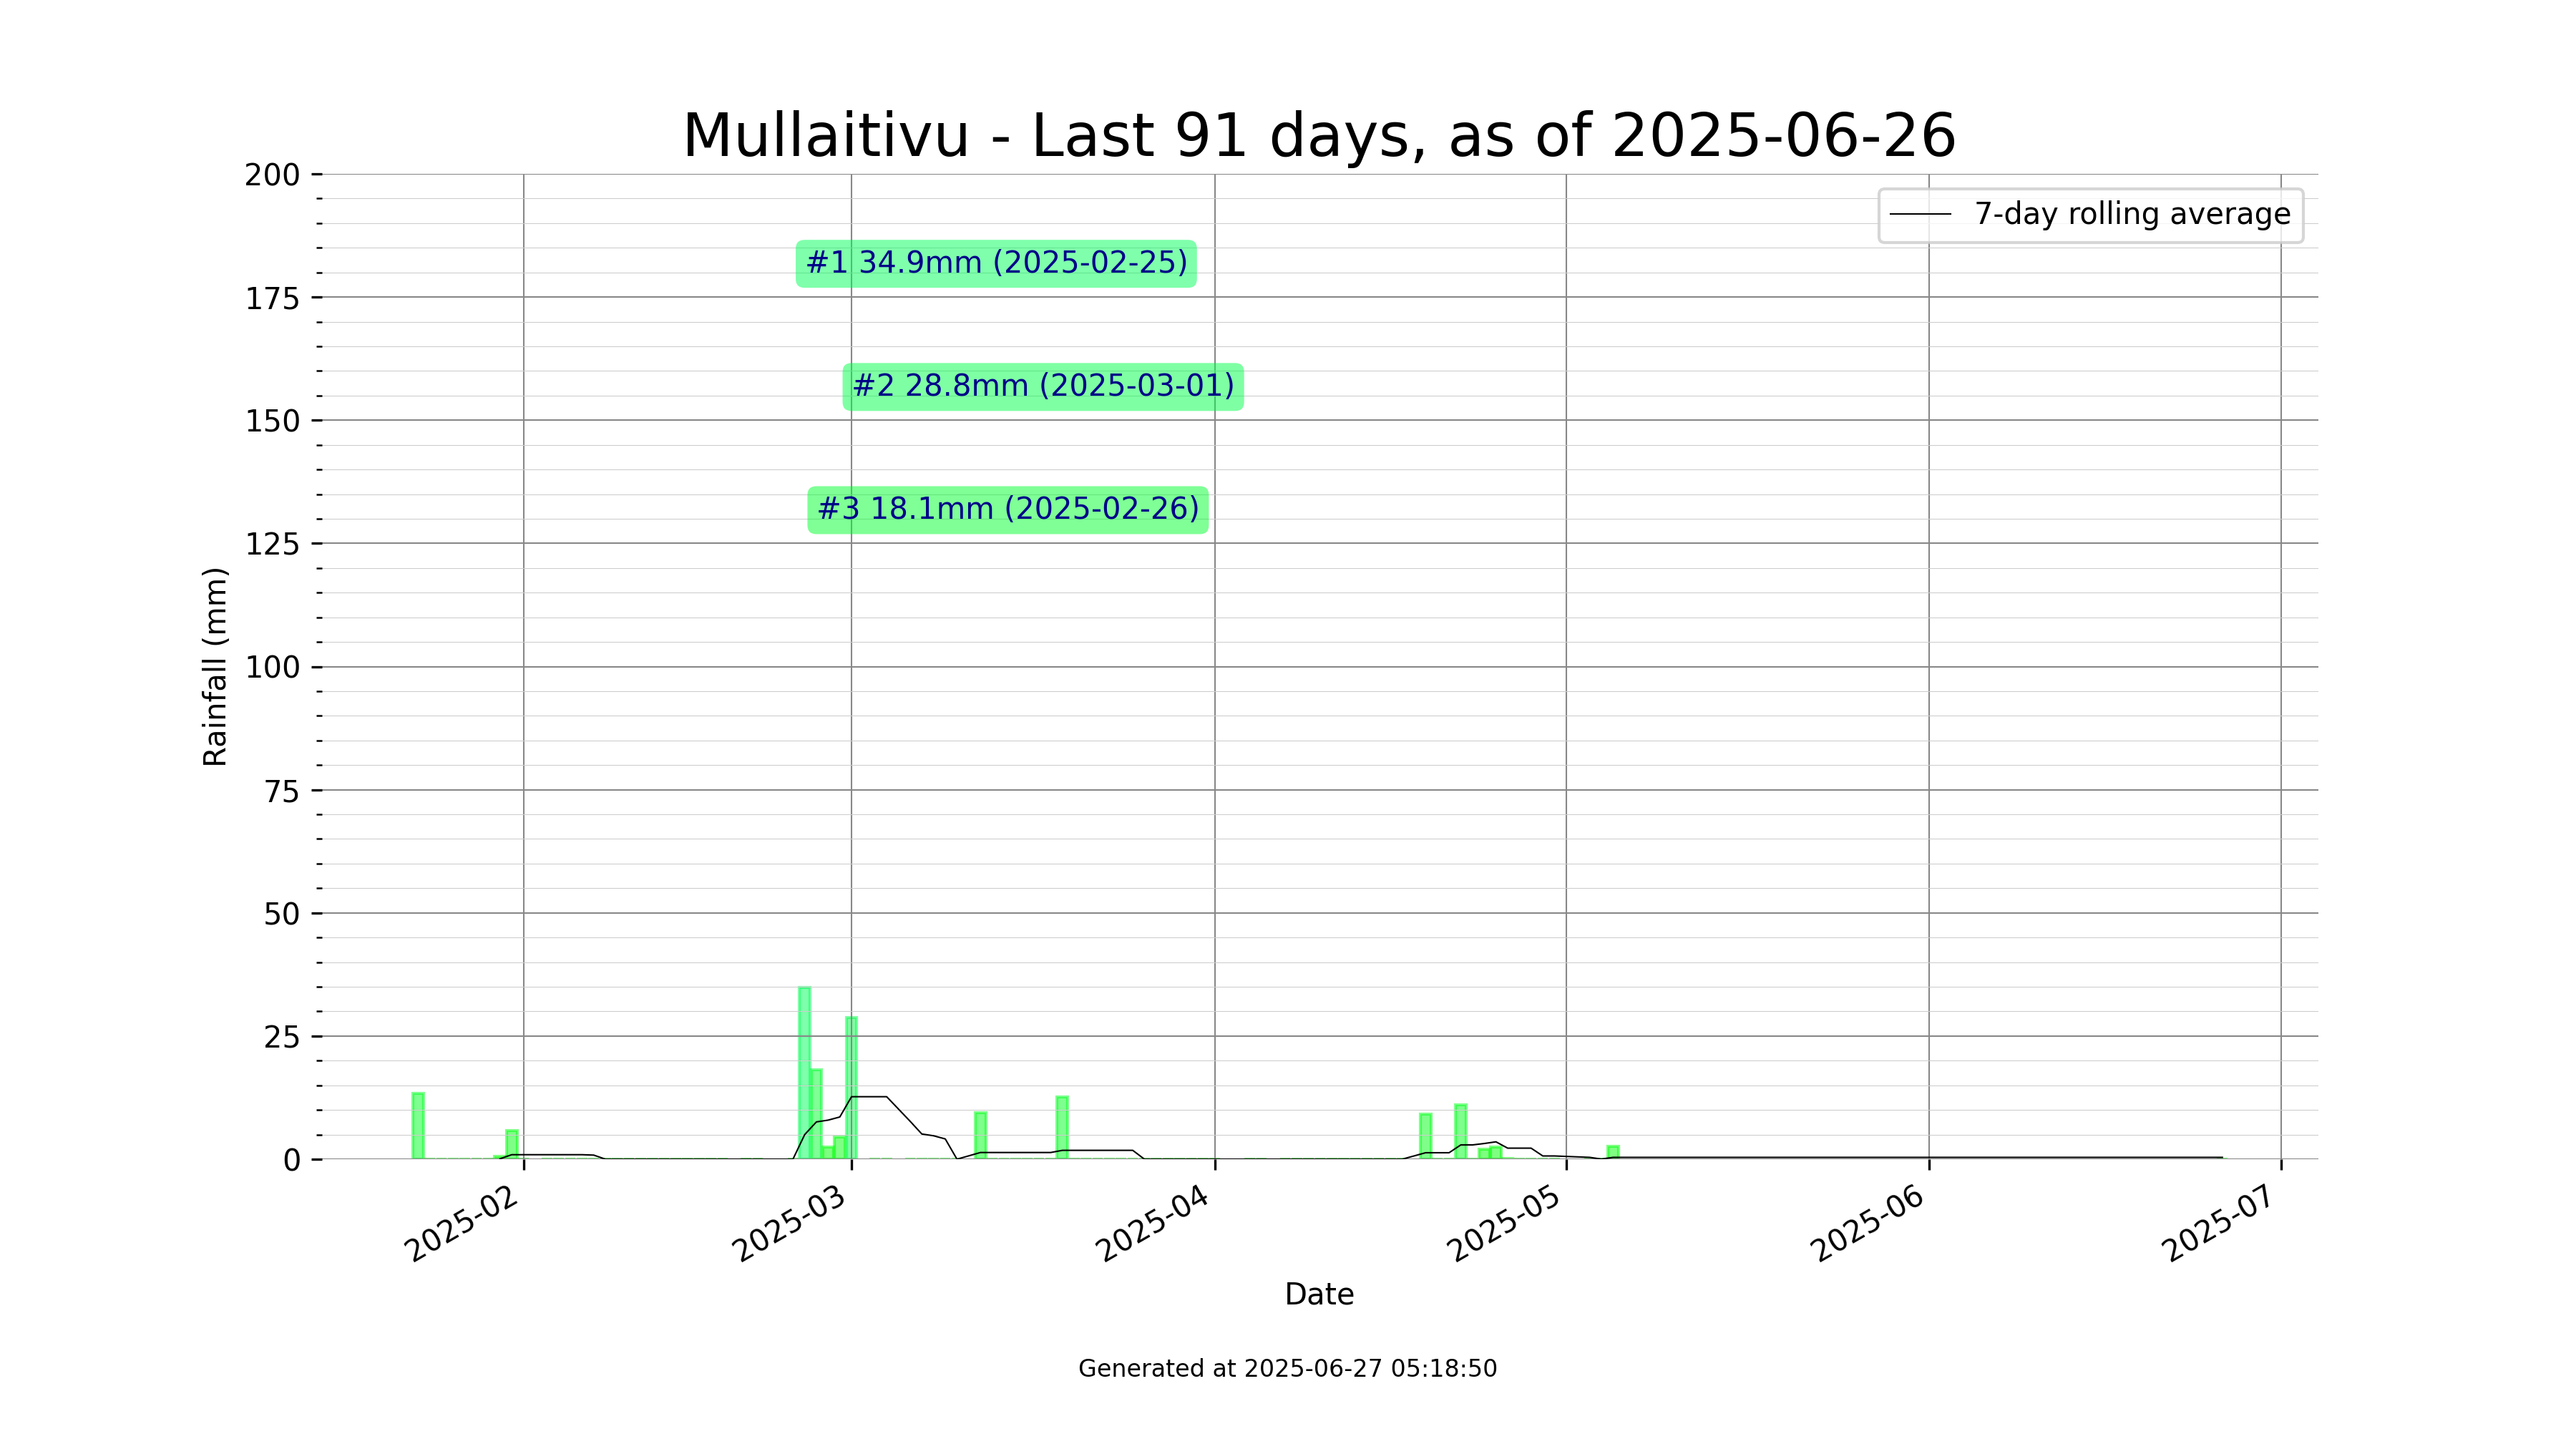 Mullaitivu - Last 91 days, as of 2025-06-26
200
175
150
125
100
75
50
25
0
Rainfall (mm)
7-day rolling average
#1 34.9mm (2025-02-25)
#2 28.8mm (2025-03-01)
#3 18.1mm (2025-02-26)
2025-02
2025-03
2025-04
2025-05
2025-06
2025-07
Date
Generated at 2025-06-27 05:18:50